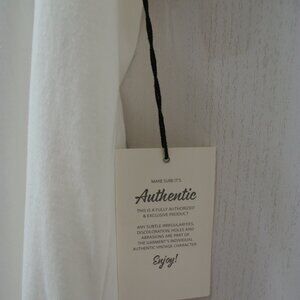 MAKE SURE IT'S
Authentic
THIS IS A FULLY AUTHORIZED
& EXCLUSIVE PRODUCT
ANY SUBTLE IRREGULARITIES,
DISCOLORATION, HOLES AND
ABRASIONS ARE PART OF
THE GARMENT'S INDIVIDUAL,
AUTHENTIC VINTAGE CHARACTER.
Enjoy!